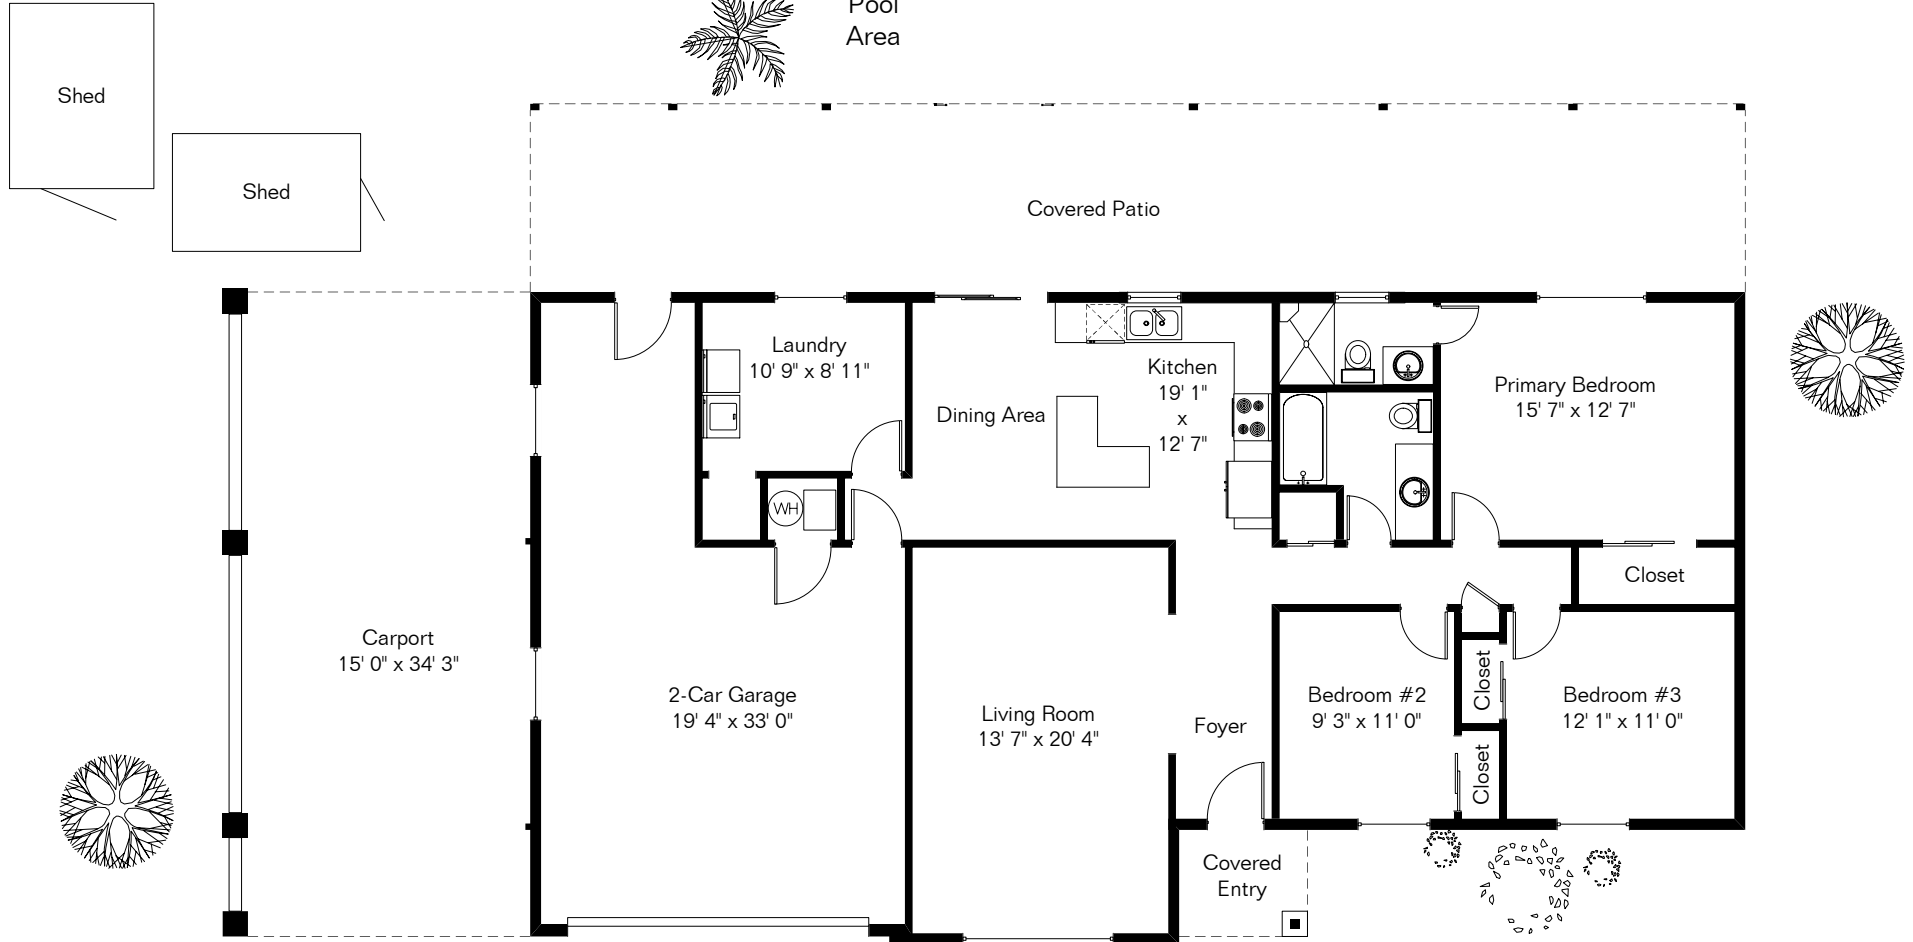 Pool
Area
Shed
Shed
Covered Patio
Laundry
10' 9" x 8' 11"
Kitchen
19' 1"
x
12' 7"
Primary Bedroom
15' 7" x 12' 7"
Dining Area
WH
Closet
Carport
15' 0" x 34' 3"
2-Car Garage
19' 4" x 33' 0"
Living Room
13' 7" x 20' 4"
Foyer
Bedroom #2
9' 3" x 11' 0"
Closet
Closet
Bedroom #3
12' 1" x 11' 0"
Covered
Entry